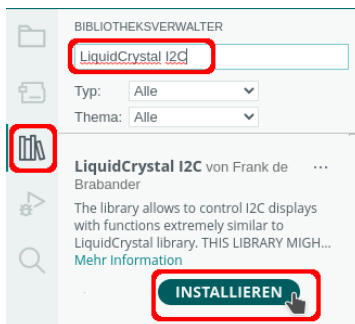 BIBLIOTHEKSVERWALTER
LiquidCrystal I2C
Typ: Alle
Thema: Alle
LiquidCrystal I2C von Frank de ...
Brabander
The library allows to control I2C displays
with functions extremely similar to
LiquidCrystal library. THIS LIBRARY MIGH...
Mehr Information
INSTALLIEREN